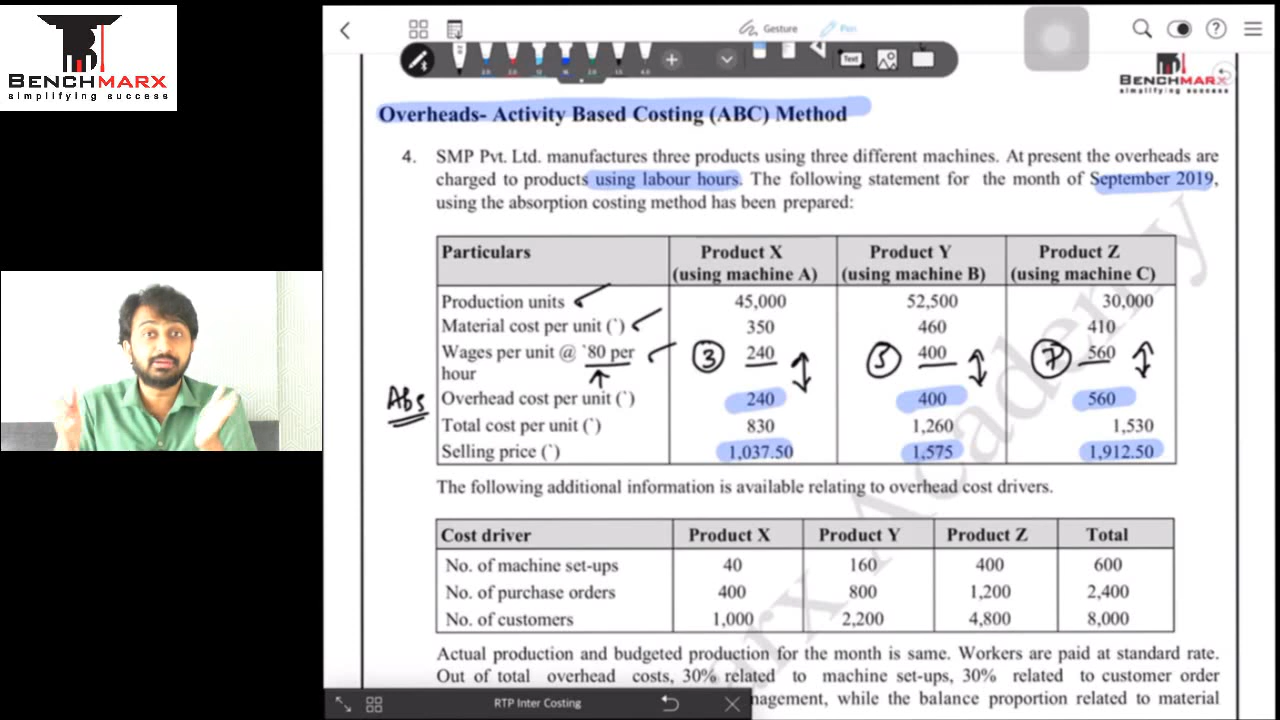 BENCHMARX
simplifying success
Gesture
Pen
Text
BENCHMARX
simplifying success
Overheads- Activity Based Costing (ABC) Method
4. SMP Pvt. Ltd. manufactures three products using three different machines. At present the overheads are
charged to products using labour hours. The following statement for the month of September 2019,
using the absorption costing method has been prepared:
Particulars Product X (using machine A) Product Y (using machine B) Product Z (using machine C)
Production units 45,000 52,500 30,000
Material cost per unit (`) 350 460 410
Wages per unit @ `80 per hour ③ 240 ⑤ 400 ⑦ 560
Abs Overhead cost per unit (`) 240 400 560
Total cost per unit (`) 830 1,260 1,530
Selling price (`) 1,037.50 1,575 1,912.50
The following additional information is available relating to overhead cost drivers.
Cost driver Product X Product Y Product Z Total
No. of machine set-ups 40 160 400 600
No. of purchase orders 400 800 1,200 2,400
No. of customers 1,000 2,200 4,800 8,000
Actual production and budgeted production for the month is same. Workers are paid at standard rate.
Out of total overhead costs, 30% related to machine set-ups, 30% related to customer order
nagement, while the balance proportion related to material
RTP Inter Costing
arx Academy